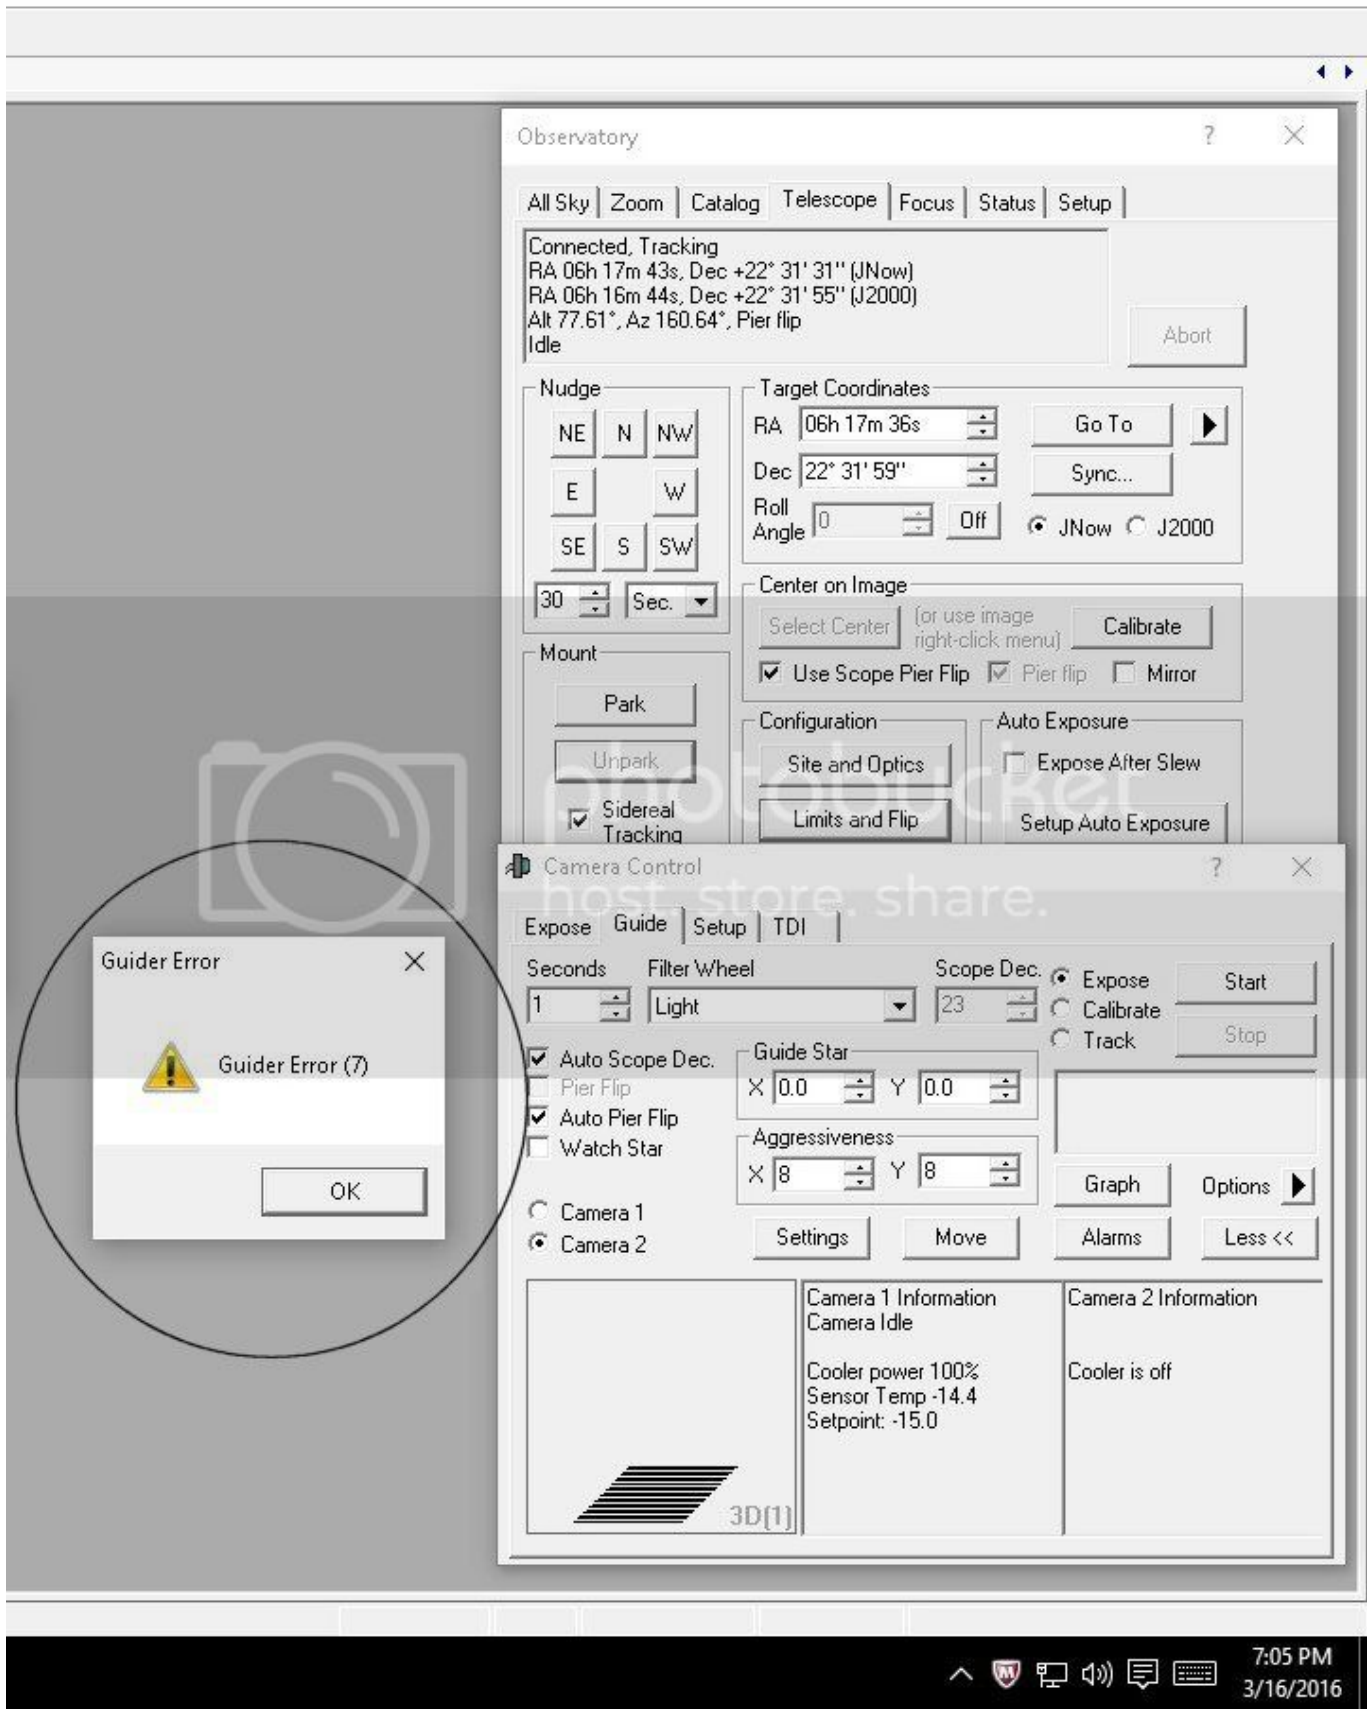 Observatory ?
All Sky Zoom Catalog Telescope Focus Status Setup
Connected, Tracking
RA 06h 17m 43s, Dec +22° 31' 31'' (JNow)
RA 06h 16m 44s, Dec +22° 31' 55'' (J2000)
Alt 77.61°, Az 160.64°, Pier flip
Idle
Abort
Nudge
NE N NW
E W
SE S SW
30 Sec.
Target Coordinates
RA 06h 17m 36s Go To
Dec 22° 31' 59'' Sync...
Roll
Angle 0 Off JNow J2000
Center on Image
Select Center (or use image
right-click menu) Calibrate
Use Scope Pier Flip Pier flip Mirror
Mount
Park
Unpark
Sidereal
Tracking
Configuration
Site and Optics
Limits and Flip
Auto Exposure
Expose After Slew
Setup Auto Exposure
photobucket
host. store. share.
Camera Control ?
Expose Guide Setup TDI
Seconds Filter Wheel Scope Dec.
1 Light 23
Expose Start
Calibrate
Track Stop
Auto Scope Dec.
Pier Flip
Auto Pier Flip
Watch Star
Guide Star
X 0.0 Y 0.0
Aggressiveness
X 8 Y 8
Graph Options
Camera 1
Camera 2
Settings Move Alarms Less <<
Camera 1 Information
Camera Idle
Cooler power 100%
Sensor Temp -14.4
Setpoint: -15.0
Camera 2 Information
Cooler is off
3D(1)
Guider Error
Guider Error (7)
OK
7:05 PM
3/16/2016